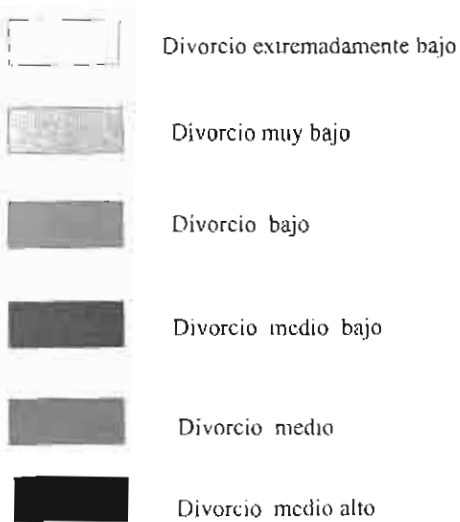 Divorcio extremadamente bajo
Divorcio muy bajo
Divorcio bajo
Divorcio medio bajo
Divorcio medio
Divorcio medio alto